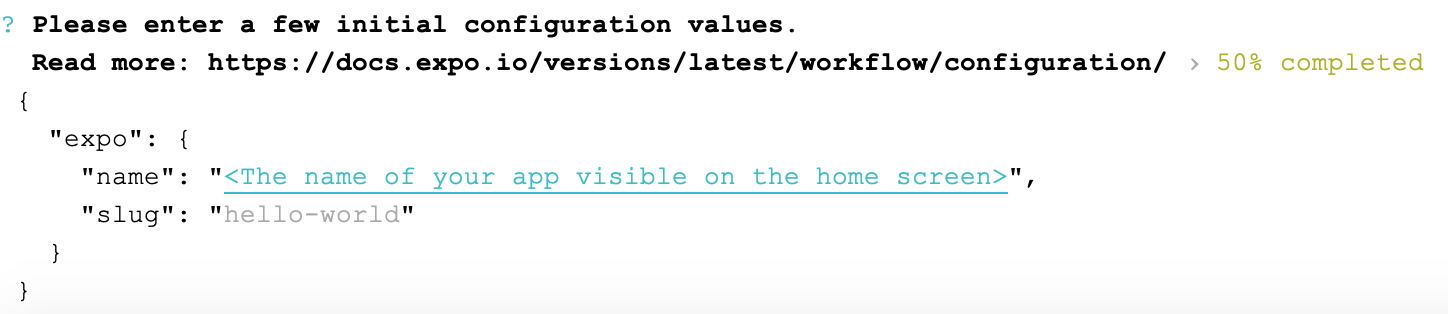 ? Please enter a few initial configuration values.
  Read more: https://docs.expo.io/versions/latest/workflow/configuration/ › 50% completed
 {
   "expo": {
     "name": "<The name of your app visible on the home screen>",
     "slug": "hello-world"
   }
 }